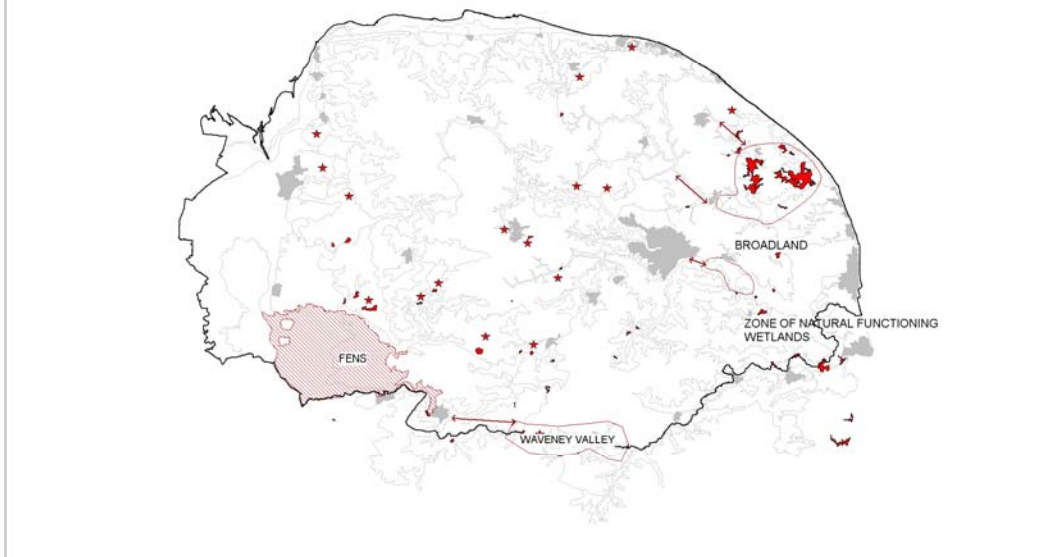 BROADLAND
ZONE OF NATURAL FUNCTIONING
WETLANDS
FENS
WAVENEY VALLEY